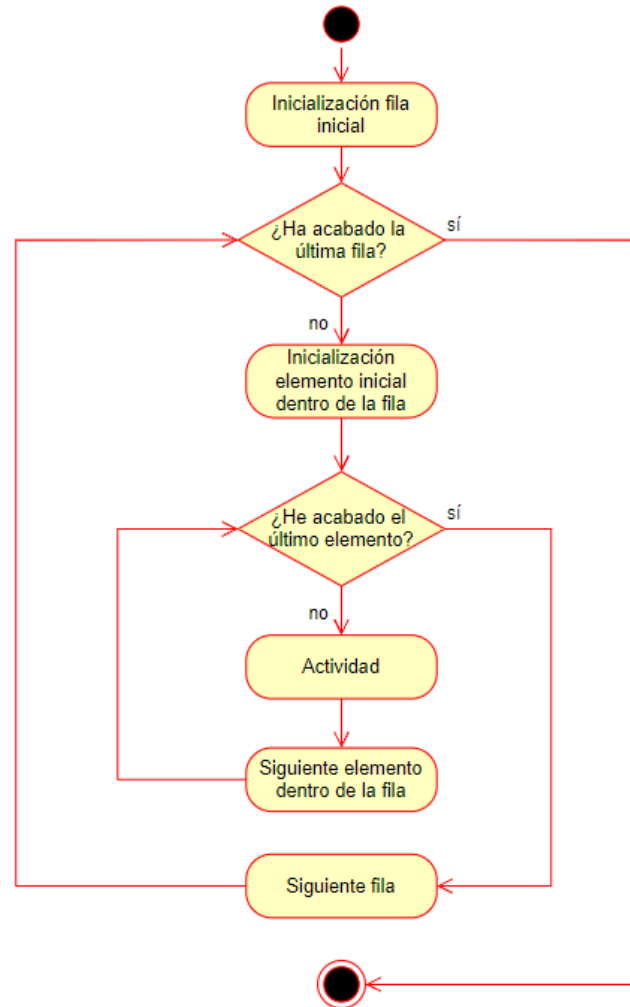 Inicialización fila
inicial
¿Ha acabado la
última fila?
sí
no
Inicialización
elemento inicial
dentro de la fila
¿He acabado el
último elemento?
sí
no
Actividad
Siguiente elemento
dentro de la fila
Siguiente fila